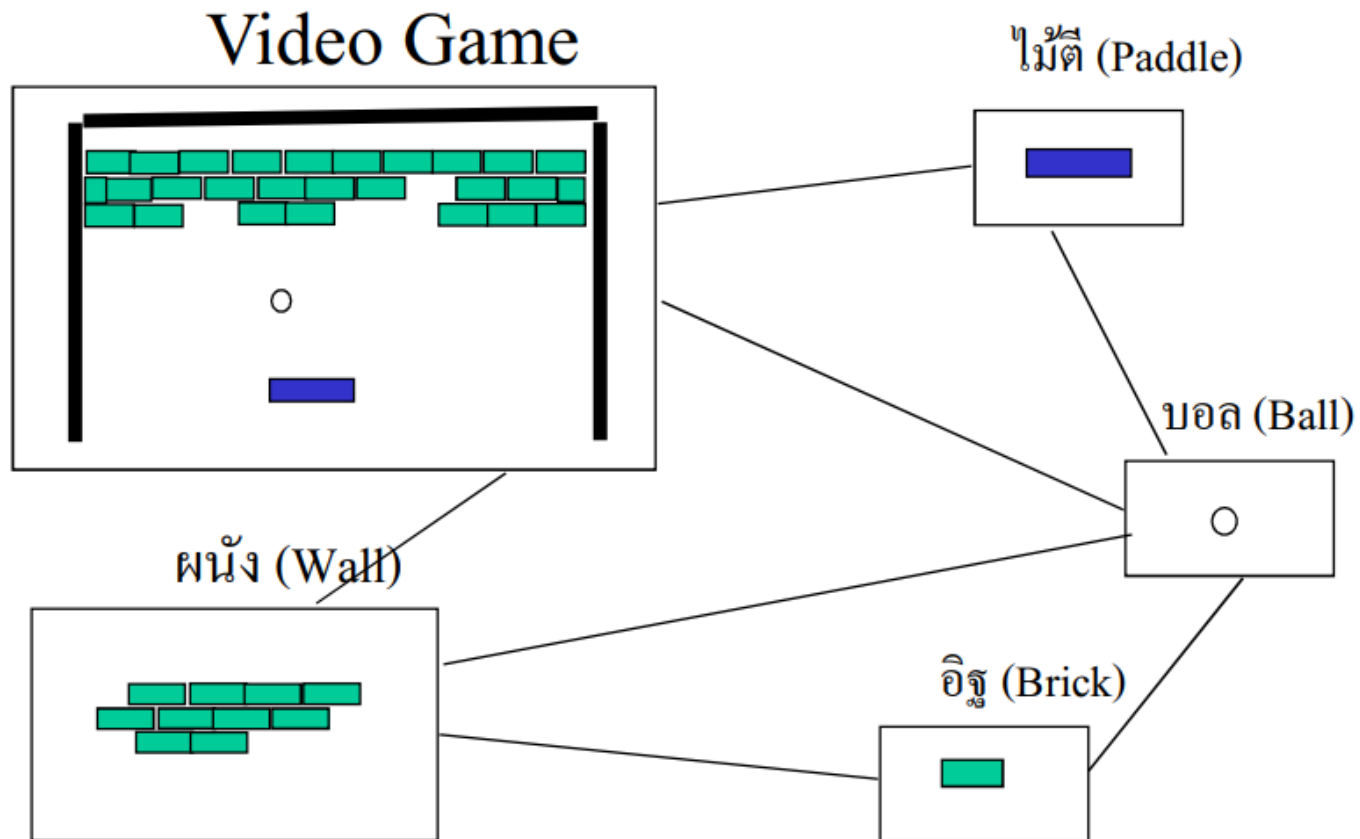 Video Game
ไม้ตี (Paddle)
บอล (Ball)
ผนัง (Wall)
อิฐ (Brick)